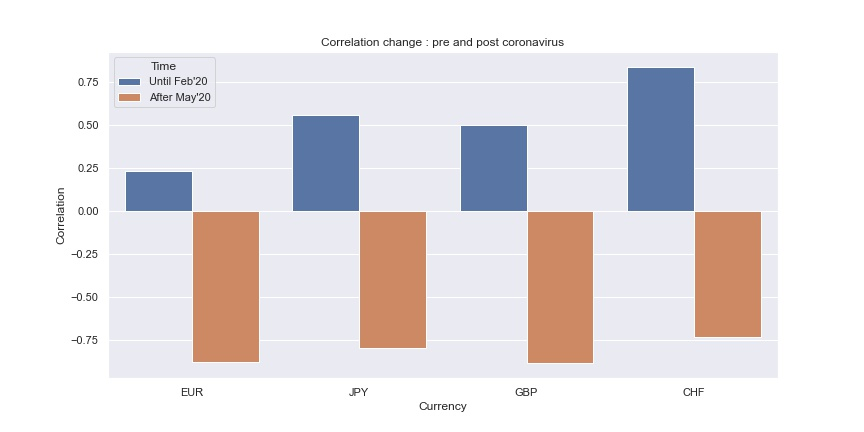 Correlation change : pre and post coronavirus
Time
Until Feb'20
After May'20
0.75
0.50
0.25
0.00
−0.25
−0.50
−0.75
Correlation
EUR
JPY
GBP
CHF
Currency